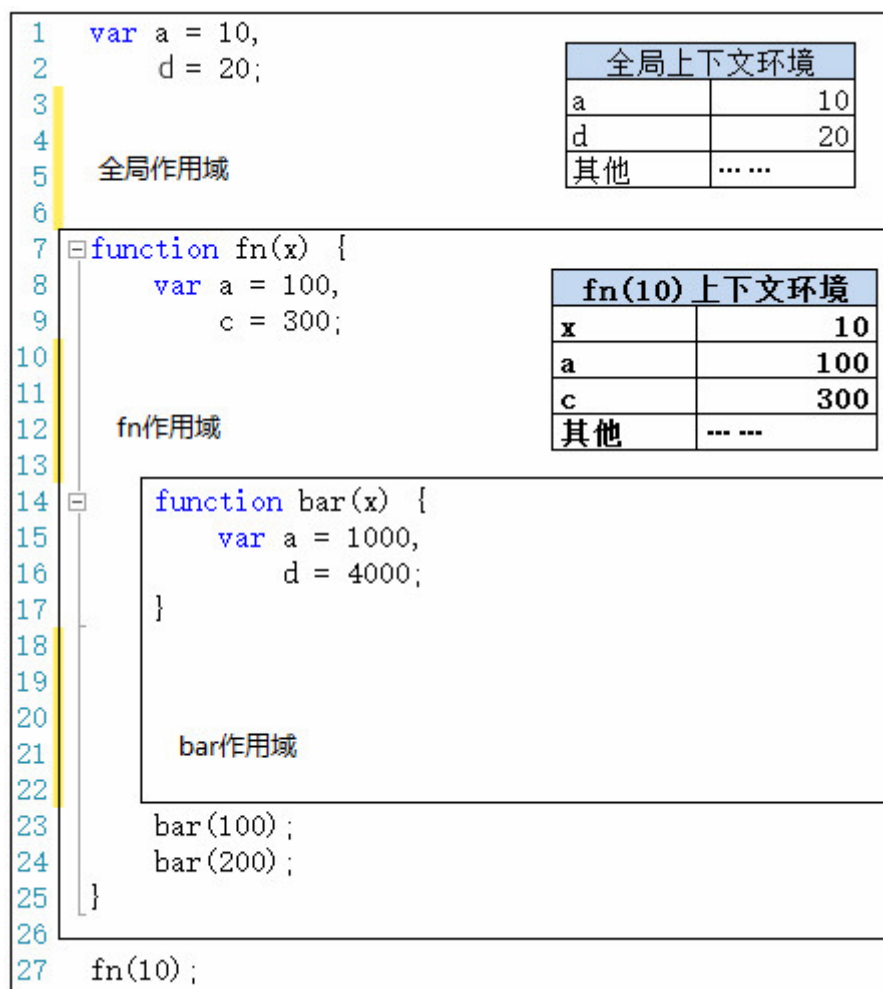 1 var a = 10,
2 d = 20;
全局上下文环境
a 10
d 20
其他 … …
3
4
5 全局作用域
6
7 function fn(x) {
8 var a = 100,
9 c = 300;
fn(10)上下文环境
x 10
a 100
c 300
其他 … …
10
11
12 fn作用域
13
14 function bar(x) {
15 var a = 1000,
16 d = 4000;
17 }
18
19
20
21 bar作用域
22
23 bar(100);
24 bar(200);
25 }
26
27 fn(10);